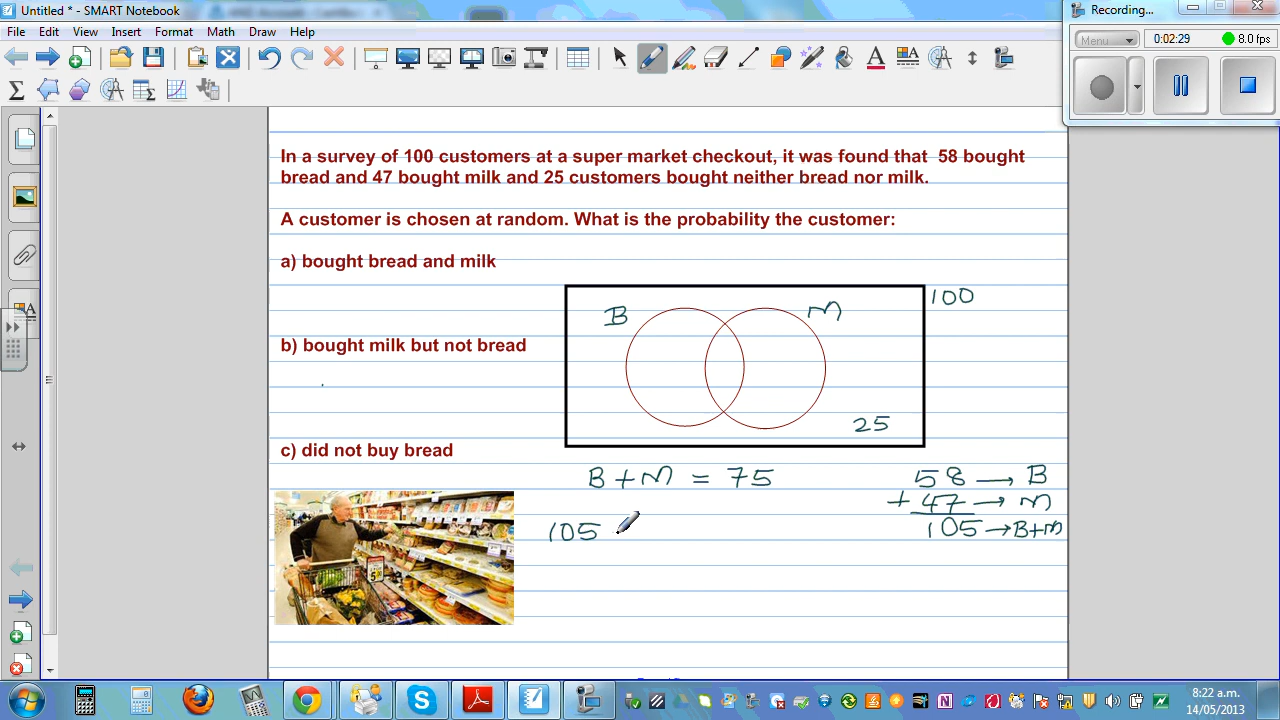 Untitled * - SMART Notebook
Recording...
File Edit View Insert Format Math Draw Help
Menu
0:02:29
8.0 fps
In a survey of 100 customers at a super market checkout, it was found that 58 bought
bread and 47 bought milk and 25 customers bought neither bread nor milk.
A customer is chosen at random. What is the probability the customer:
a) bought bread and milk
100
B
M
b) bought milk but not bread
25
c) did not buy bread
B + M = 75
58 → B
+ 47 → M
105 → B+M
105
8:22 a.m.
14/05/2013